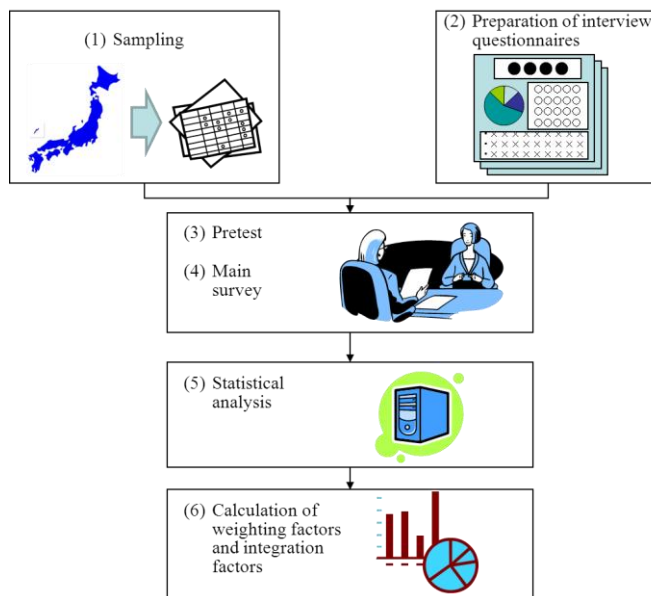 (1) Sampling
(2) Preparation of interview
questionnaires
(3) Pretest
(4) Main
survey
(5) Statistical
analysis
(6) Calculation of
weighting factors
and integration
factors